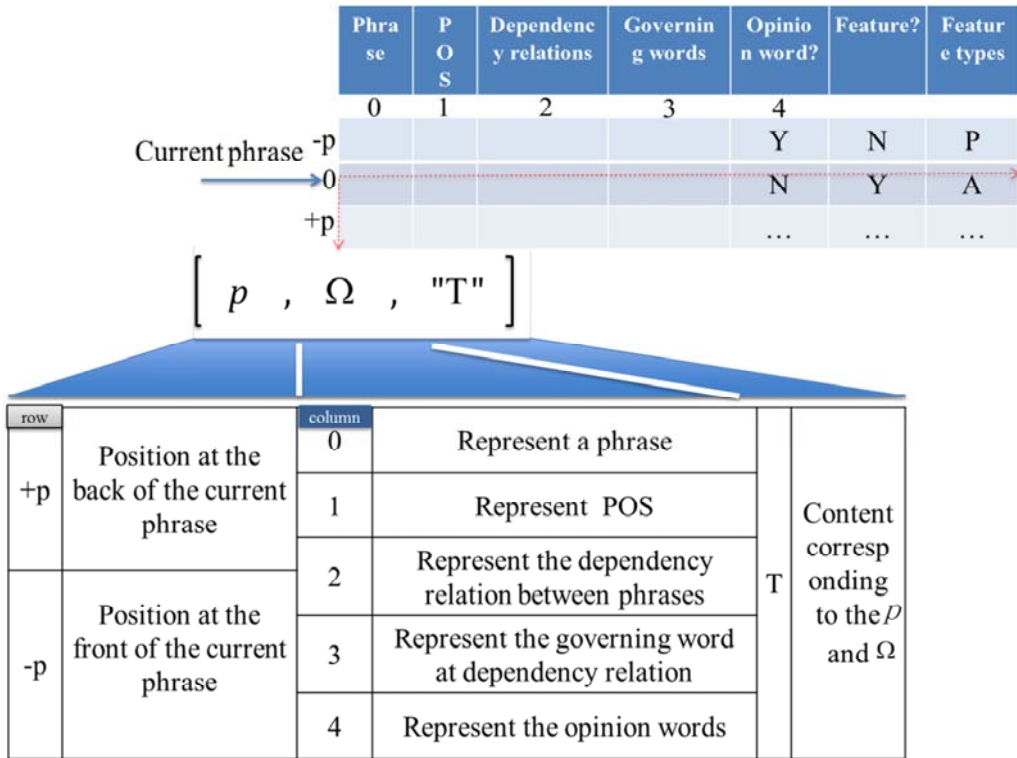 Phra
se
P
O
S
Dependenc
y relations
Governin
g words
Opinio
n word?
Feature?
Featur
e types
0 1 2 3 4
-p Y N P
Current phrase
0 N Y A
+p … … …
[ p , Ω , "T" ]
row
column
+p
Position at the
back of the current
phrase
-p
Position at the
front of the current
phrase
0 Represent a phrase
1 Represent POS
2 Represent the dependency
relation between phrases
3 Represent the governing word
at dependency relation
4 Represent the opinion words
T
Content
corresp
onding
to the p
and Ω